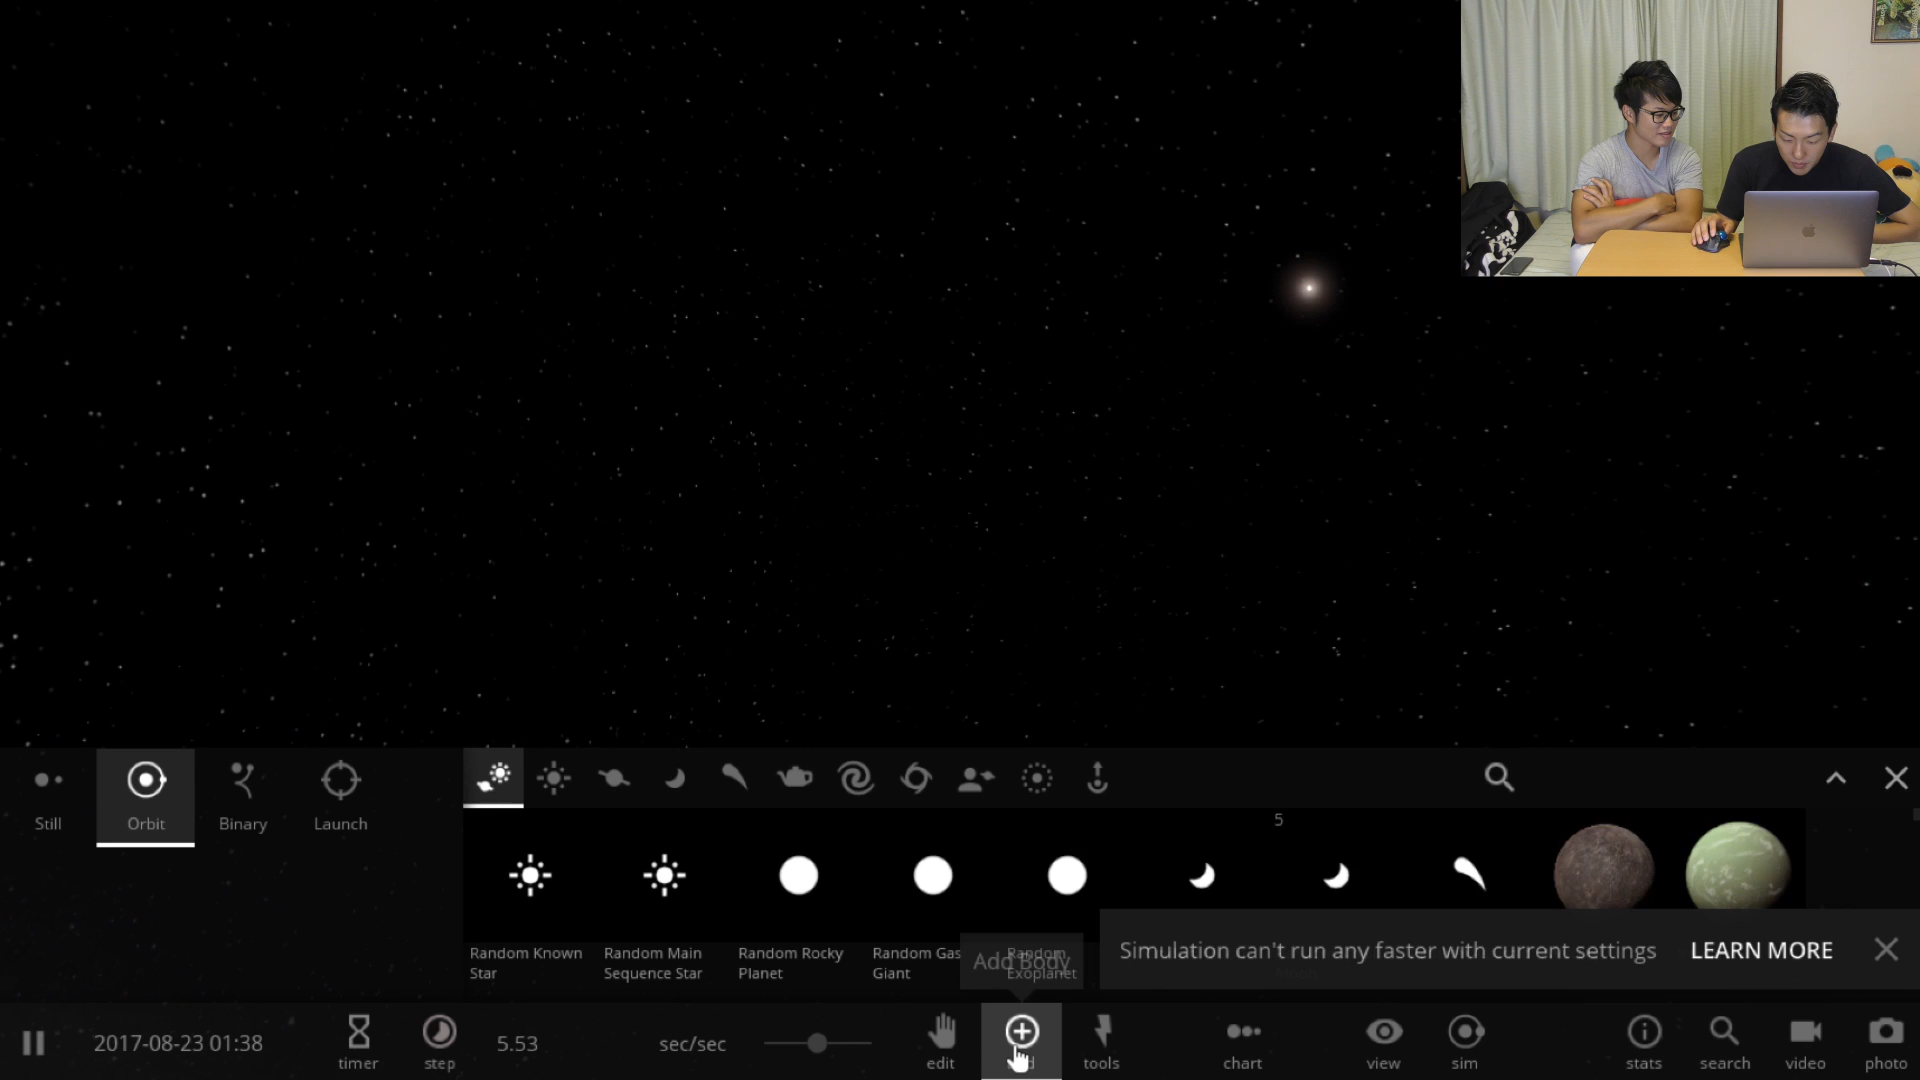 Still
Orbit
Binary
Launch
5
Random Known
Star
Random Main
Sequence Star
Random Rocky
Planet
Random Gas
Giant
Random
Exoplanet
Add Body
Simulation can't run any faster with current settings
LEARN MORE
2017-08-23 01:38
timer
step
5.53
sec/sec
edit
tools
chart
view
sim
stats
search
video
photo